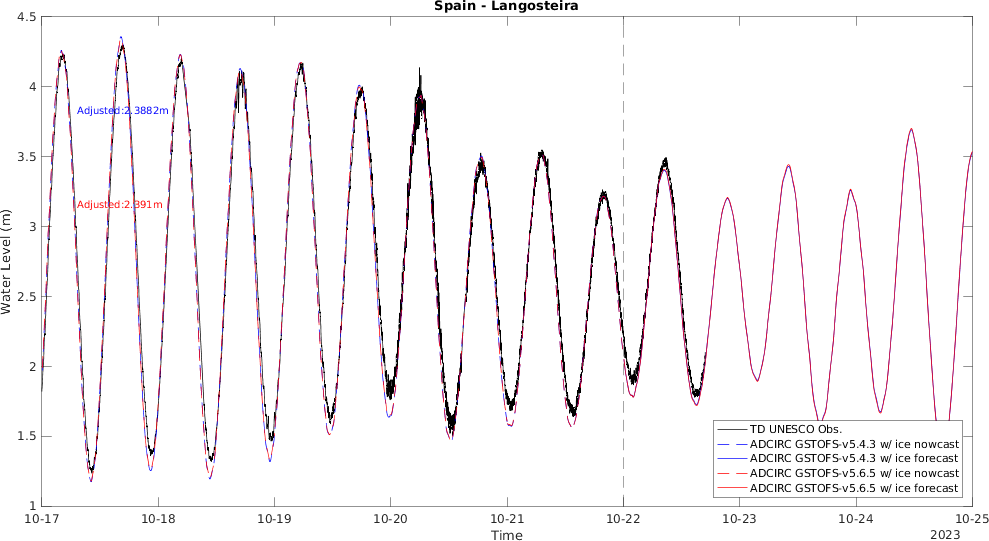 Spain - Langosteira
4.5
4
3.5
3
2.5
2
1.5
1
Water Level (m)
Adjusted:2.3882m
Adjusted:2.391m
TD UNESCO Obs.
ADCIRC GSTOFS-v5.4.3 w/ ice nowcast
ADCIRC GSTOFS-v5.4.3 w/ ice forecast
ADCIRC GSTOFS-v5.6.5 w/ ice nowcast
ADCIRC GSTOFS-v5.6.5 w/ ice forecast
10-17 10-18 10-19 10-20 10-21 10-22 10-23 10-24 10-25
Time
2023